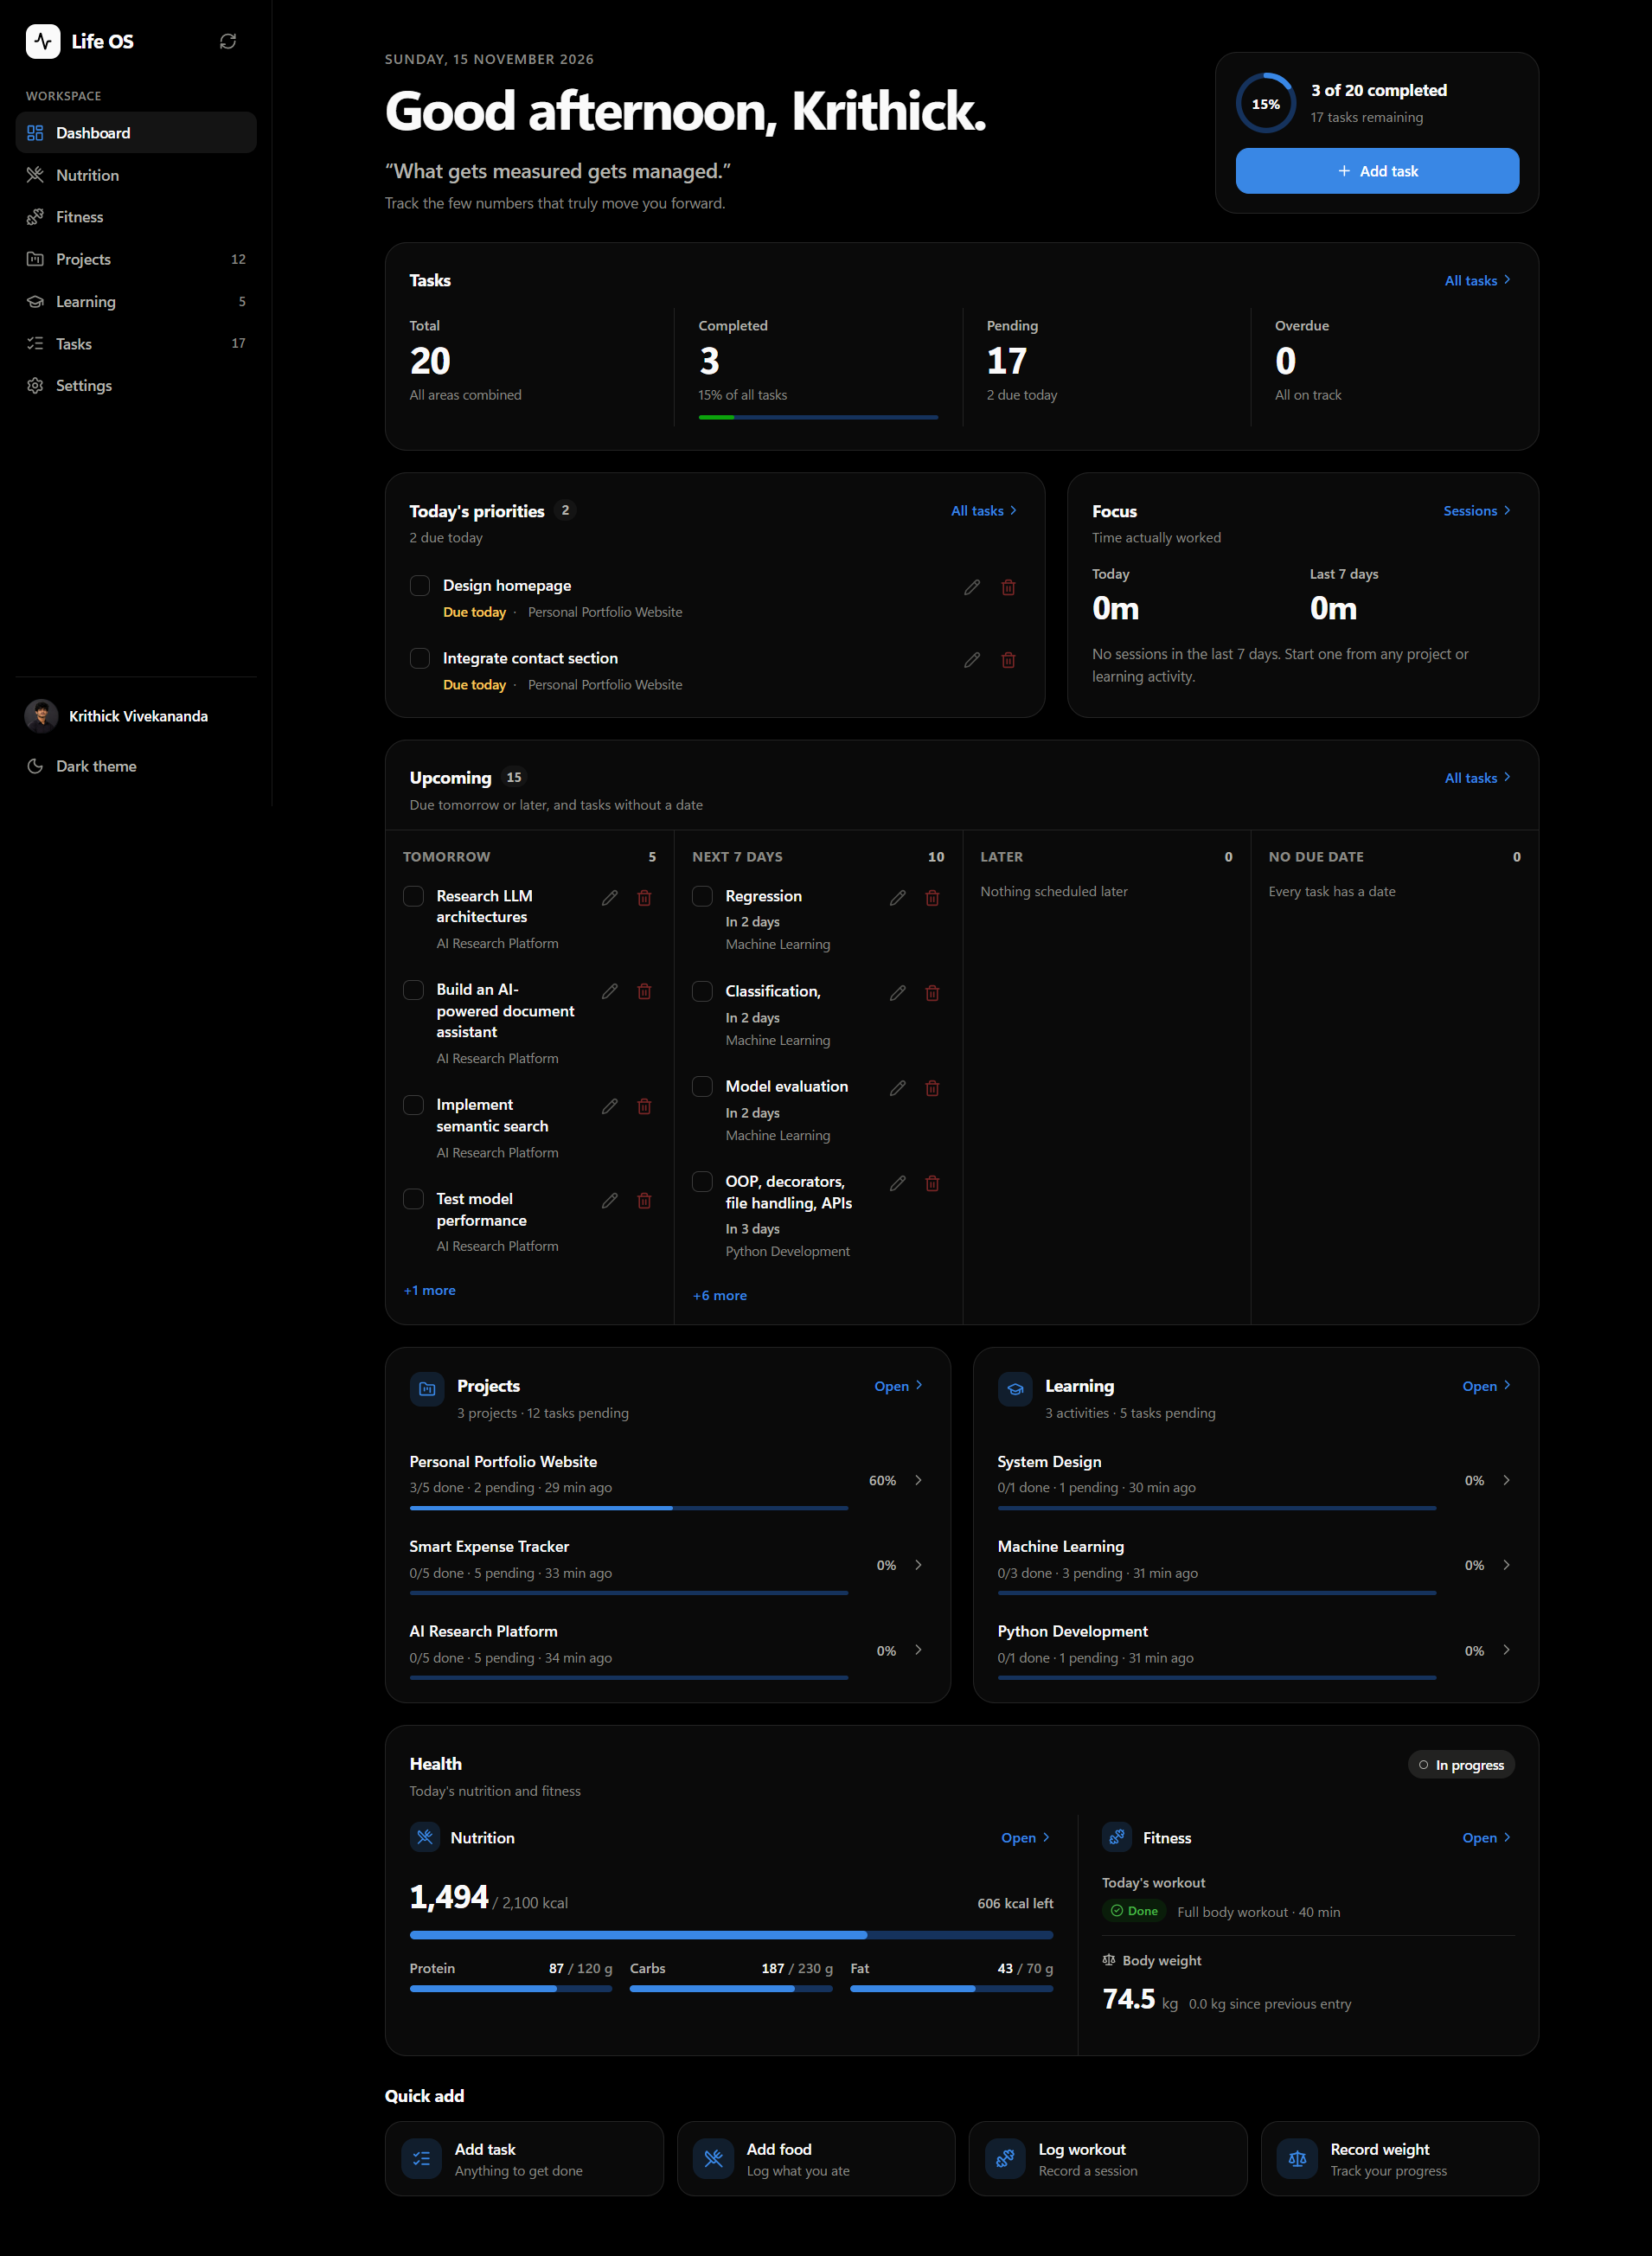 Life OS
WORKSPACE
Dashboard
Nutrition
Fitness
Projects 12
Learning 5
Tasks 17
Settings
Krithick Vivekananda
Dark theme
SUNDAY, 15 NOVEMBER 2026
Good afternoon, Krithick.
“What gets measured gets managed.”
Track the few numbers that truly move you forward.
15%
3 of 20 completed
17 tasks remaining
+ Add task
Tasks
All tasks
Total
20
All areas combined
Completed
3
15% of all tasks
Pending
17
2 due today
Overdue
0
All on track
Today's priorities 2
All tasks
2 due today
Design homepage
Due today · Personal Portfolio Website
Integrate contact section
Due today · Personal Portfolio Website
Focus
Sessions
Time actually worked
Today
0m
Last 7 days
0m
No sessions in the last 7 days. Start one from any project or
learning activity.
Upcoming 15
All tasks
Due tomorrow or later, and tasks without a date
TOMORROW 5
Research LLM
architectures
AI Research Platform
Build an AI-
powered document
assistant
AI Research Platform
Implement
semantic search
AI Research Platform
Test model
performance
AI Research Platform
+1 more
NEXT 7 DAYS 10
Regression
In 2 days
Machine Learning
Classification,
In 2 days
Machine Learning
Model evaluation
In 2 days
Machine Learning
OOP, decorators,
file handling, APIs
In 3 days
Python Development
+6 more
LATER 0
Nothing scheduled later
NO DUE DATE 0
Every task has a date
Projects
Open
3 projects · 12 tasks pending
Personal Portfolio Website
3/5 done · 2 pending · 29 min ago
60%
Smart Expense Tracker
0/5 done · 5 pending · 33 min ago
0%
AI Research Platform
0/5 done · 5 pending · 34 min ago
0%
Learning
Open
3 activities · 5 tasks pending
System Design
0/1 done · 1 pending · 30 min ago
0%
Machine Learning
0/3 done · 3 pending · 31 min ago
0%
Python Development
0/1 done · 1 pending · 31 min ago
0%
Health
In progress
Today's nutrition and fitness
Nutrition
Open
1,494 / 2,100 kcal
606 kcal left
Protein 87 / 120 g
Carbs 187 / 230 g
Fat 43 / 70 g
Fitness
Open
Today's workout
Done Full body workout · 40 min
Body weight
74.5 kg 0.0 kg since previous entry
Quick add
Add task
Anything to get done
Add food
Log what you ate
Log workout
Record a session
Record weight
Track your progress